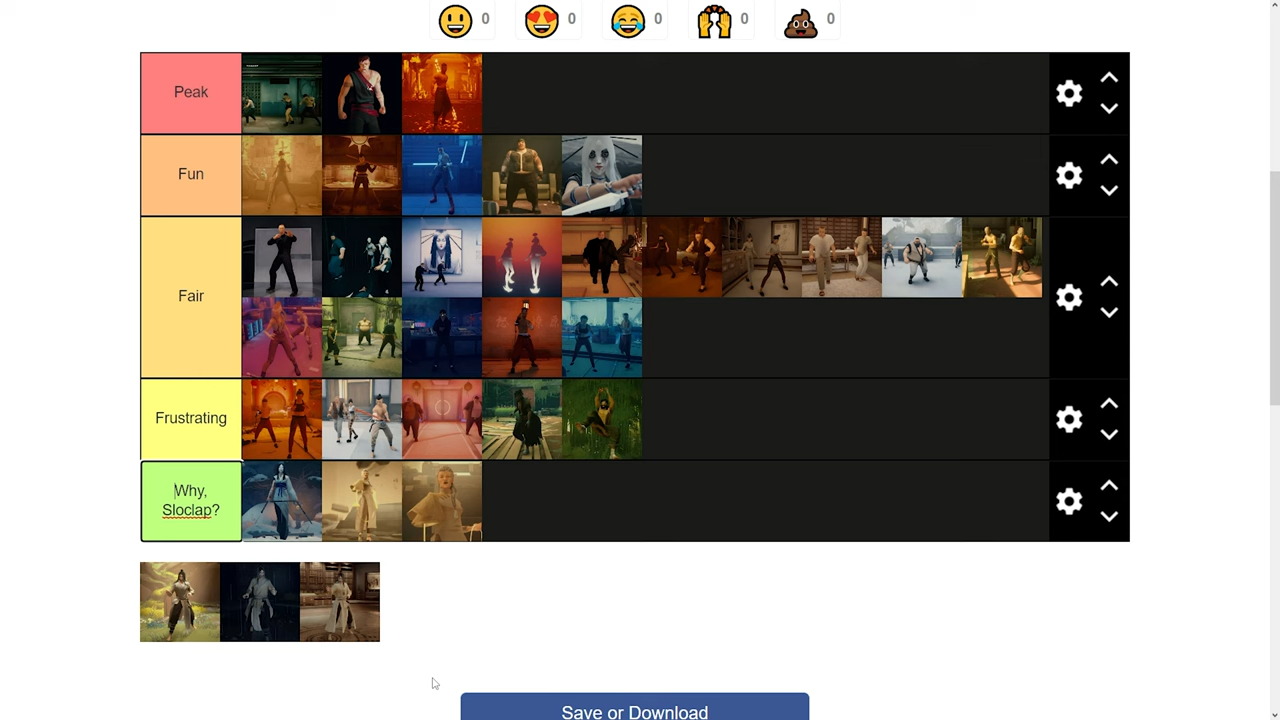 0 0 0 0 0
Peak
Fun
Fair
Frustrating
Why,
Sloclap?
Save or Download